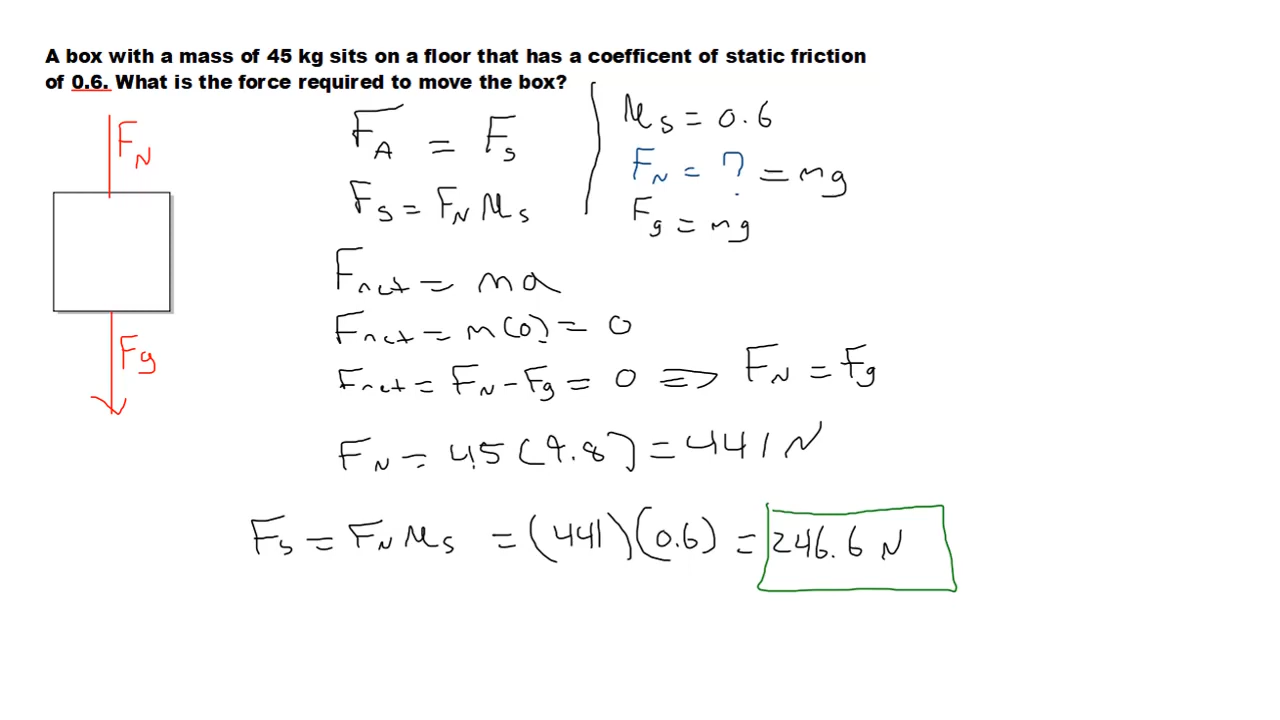 A box with a mass of 45 kg sits on a floor that has a coefficent of static friction
of 0.6. What is the force required to move the box?
F_N
F_g
F_A = F_s
F_s = F_N μ_s
μ_s = 0.6
F_N = ? = mg
F_g = mg
F_net = ma
F_net = m(0) = 0
F_net = F_N - F_g = 0 => F_N = F_g
F_N = 45(9.8) = 441 N
F_s = F_N μ_s = (441)(0.6) = 246.6 N